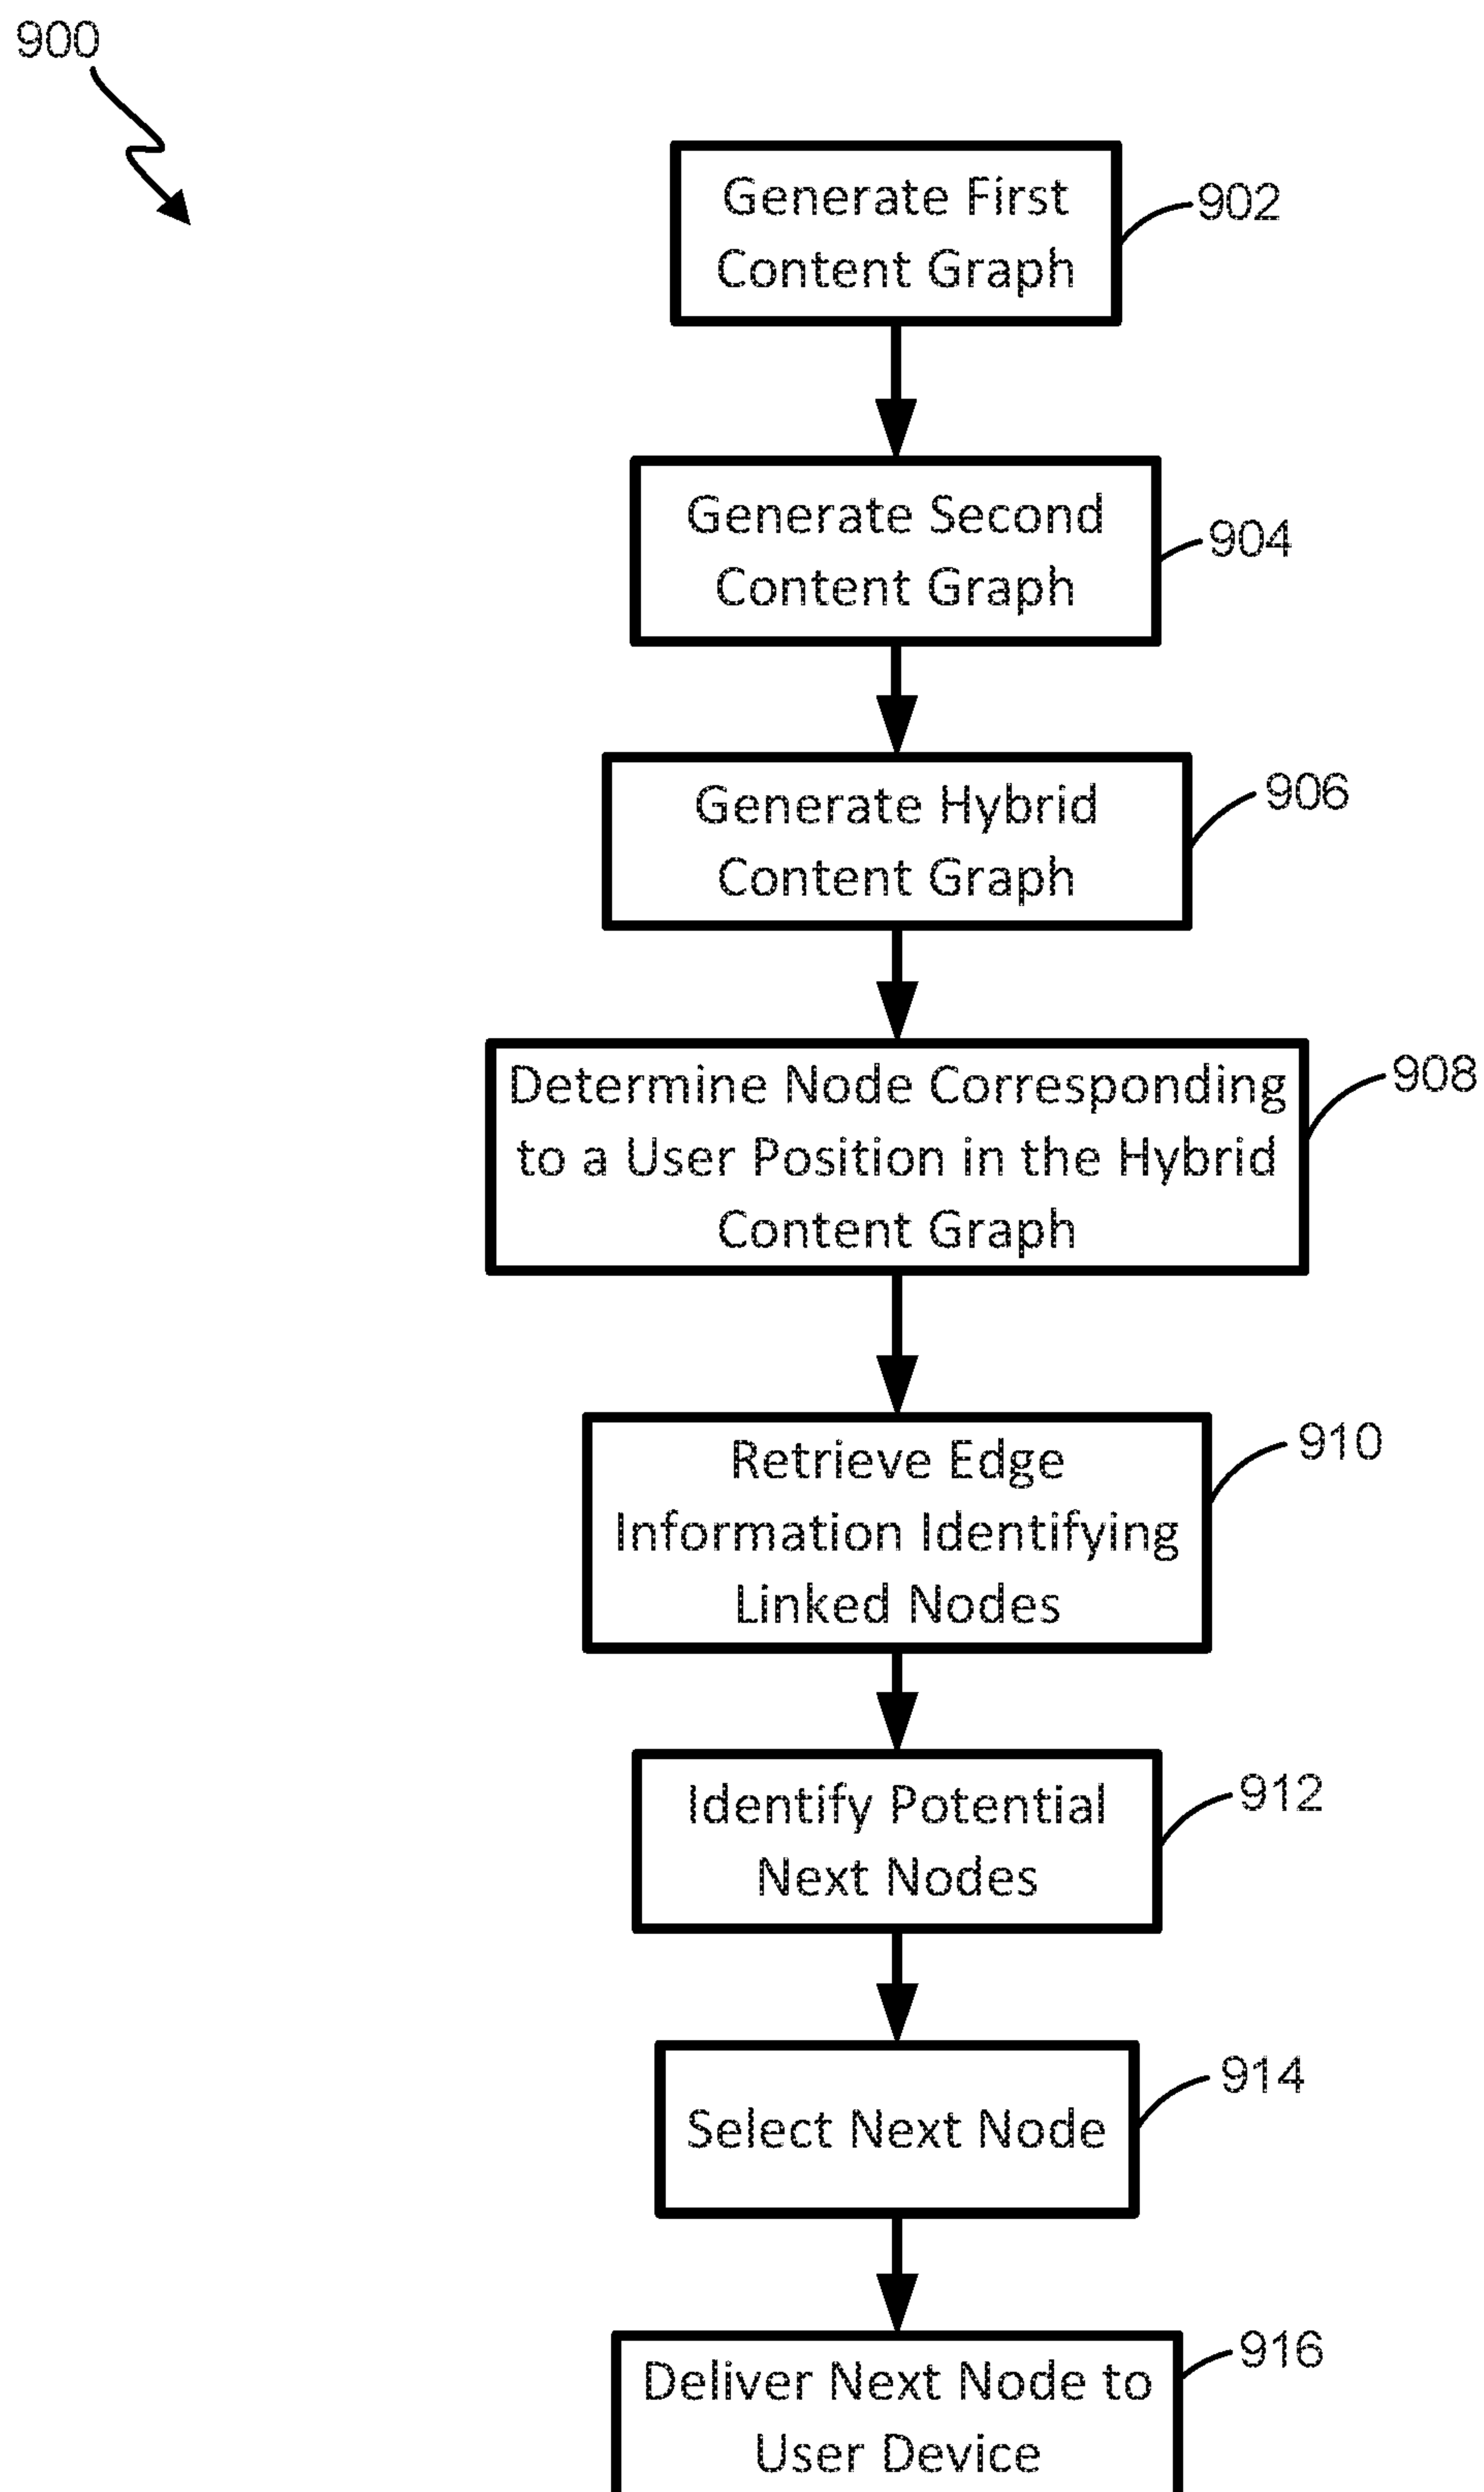 900
Generate First
Content Graph
902
Generate Second
Content Graph
904
Generate Hybrid
Content Graph
906
Determine Node Corresponding
to a User Position in the Hybrid
Content Graph
908
Retrieve Edge
Information Identifying
Linked Nodes
910
Identify Potential
Next Nodes
912
Select Next Node
914
Deliver Next Node to
User Device
916